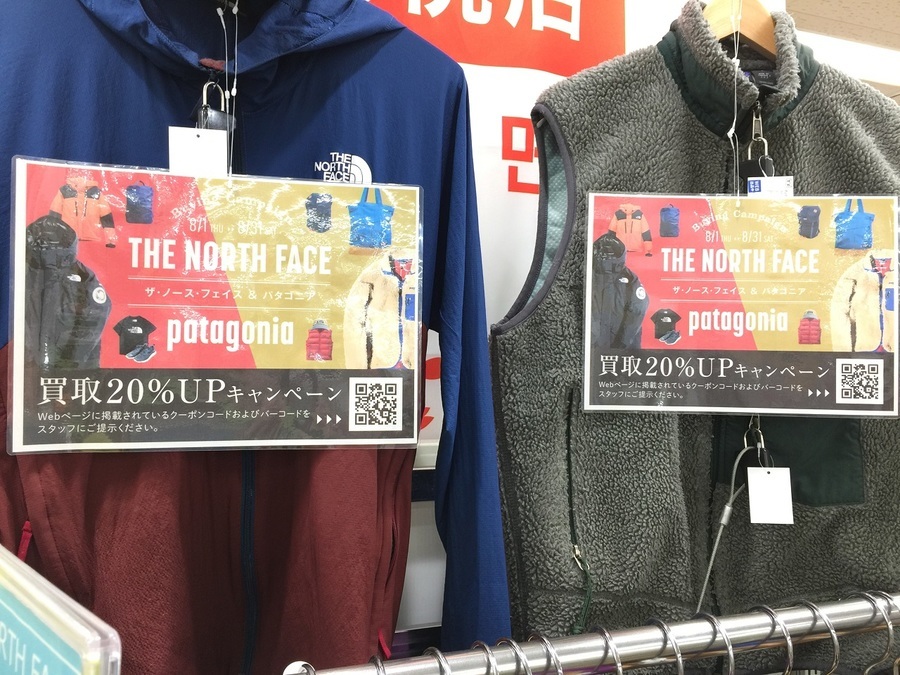 THE
NORTH
FACE
Buying Campaign
8/1 THU - 8/31 SAT
THE NORTH FACE
ザ・ノース・フェイス & パタゴニア
patagonia
買取20%UPキャンペーン
Webページに掲載されているクーポンコードおよびバーコードを
スタッフにご提示ください。
Buying Campaign
8/1 THU - 8/31 SAT
THE NORTH FACE
ザ・ノース・フェイス & パタゴニア
patagonia
買取20%UPキャンペーン
Webページに掲載されているクーポンコードおよびバーコードを
スタッフにご提示ください。